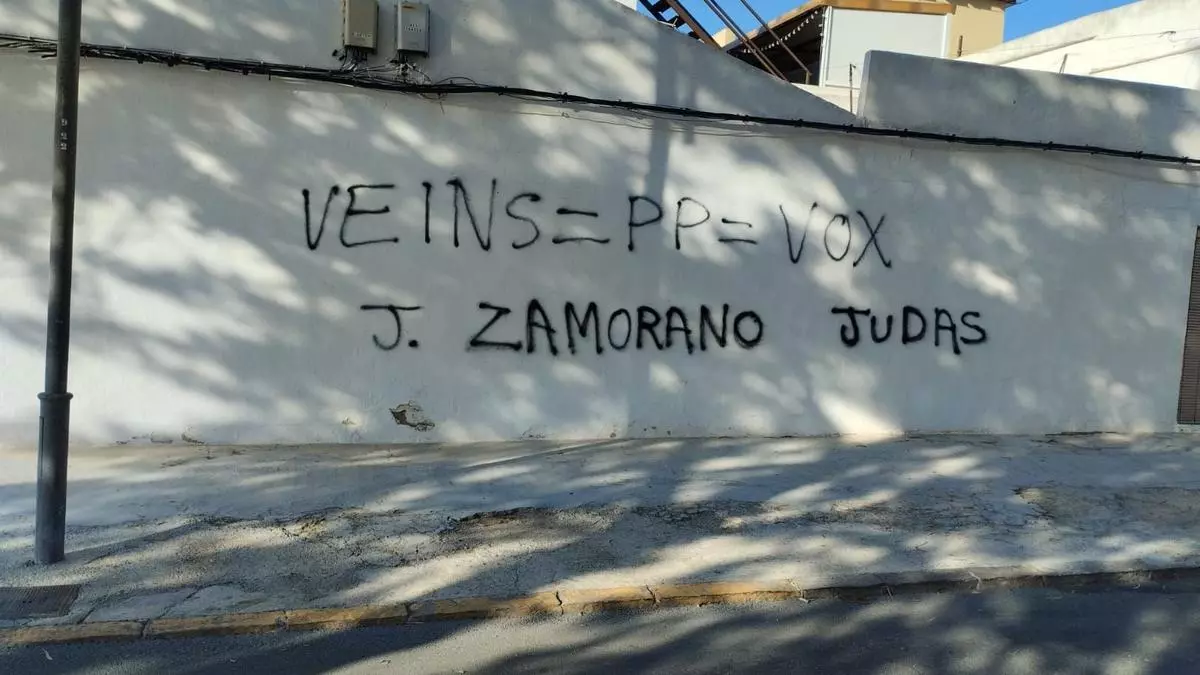 VEINS=PP=VOX
J. ZAMORANO JUDAS